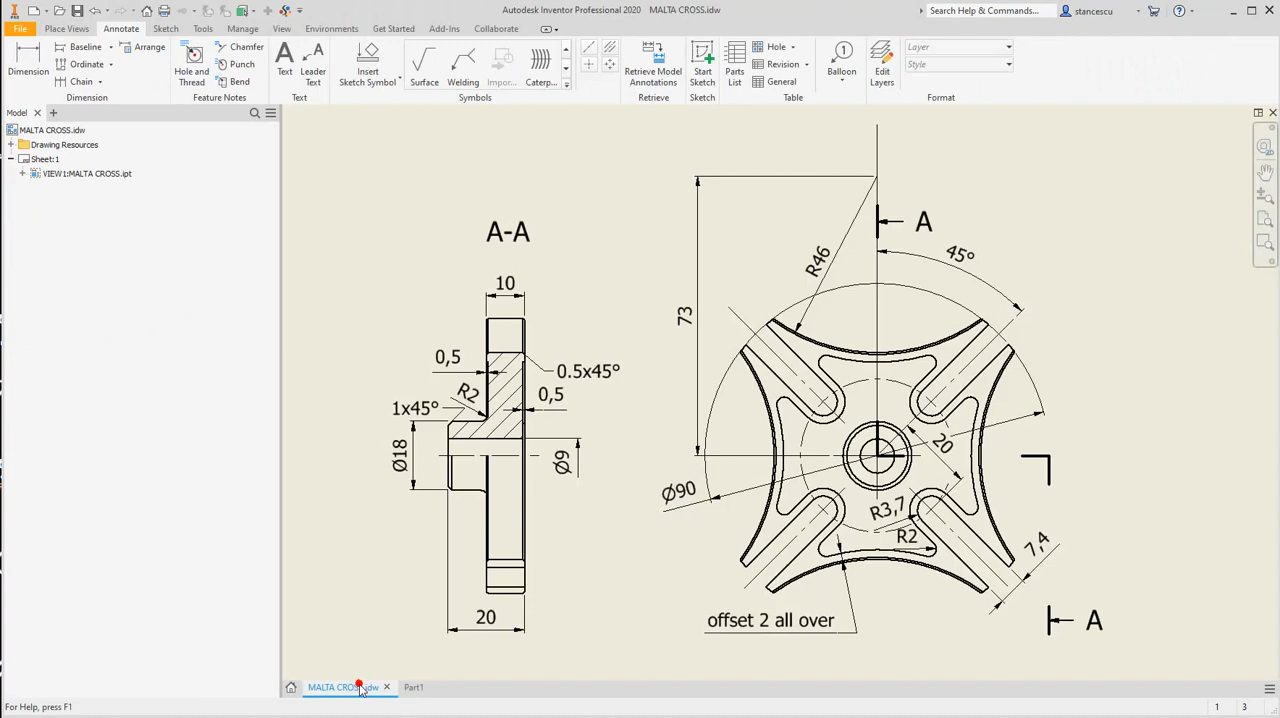 PRO
Autodesk Inventor Professional 2020 MALTA CROSS.idw
Search Help & Commands...
stancescu
File Place Views Annotate Sketch Tools Manage View Environments Get Started Add-Ins Collaborate
Dimension
Baseline
Ordinate
Chain
Arrange
Dimension
Hole and Thread
Chamfer
Punch
Bend
Feature Notes
Text
Leader Text
Text
Insert Sketch Symbol
Surface
Welding
Impor...
Caterp...
Symbols
Retrieve Model Annotations
Retrieve
Start Sketch
Sketch
Parts List
Hole
Revision
General
Table
Balloon
Edit Layers
Layer
Style
Format
Model
MALTA CROSS.idw
Drawing Resources
Sheet:1
VIEW1:MALTA CROSS.ipt
A-A
10
0,5
0.5x45°
R2
0,5
1x45°
Ø18
Ø9
20
A
R46
45°
73
20
Ø90
R3,7
R2
7,4
offset 2 all over
A
MALTA CROSS.idw
Part1
For Help, press F1
1 3